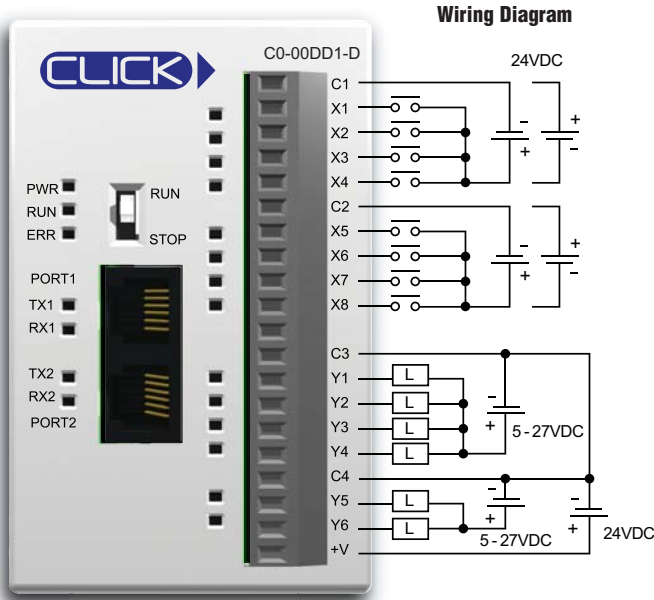 Wiring Diagram
CLICK
C0-00DD1-D
24VDC
C1
X1
X2
X3
X4
C2
X5
X6
X7
X8
C3
Y1
Y2
Y3
Y4
C4
Y5
Y6
+V
PWR
RUN
ERR
RUN
STOP
PORT1
TX1
RX1
TX2
RX2
PORT2
-
+
+
-
-
+
+
-
L
L
L
L
-
+
5-27VDC
L
L
-
+
5-27VDC
-
+
24VDC